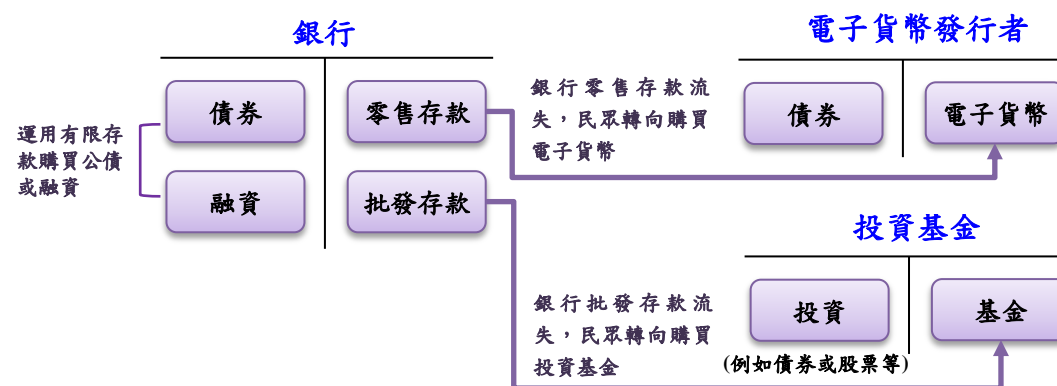 銀行
電子貨幣發行者
債券
零售存款
銀行零售存款流
失，民眾轉向購買
電子貨幣
債券
電子貨幣
運用有限存
款購買公債
或融資
融資
批發存款
投資基金
銀行批發存款流
失，民眾轉向購買
投資基金
投資
基金
(例如債券或股票等)